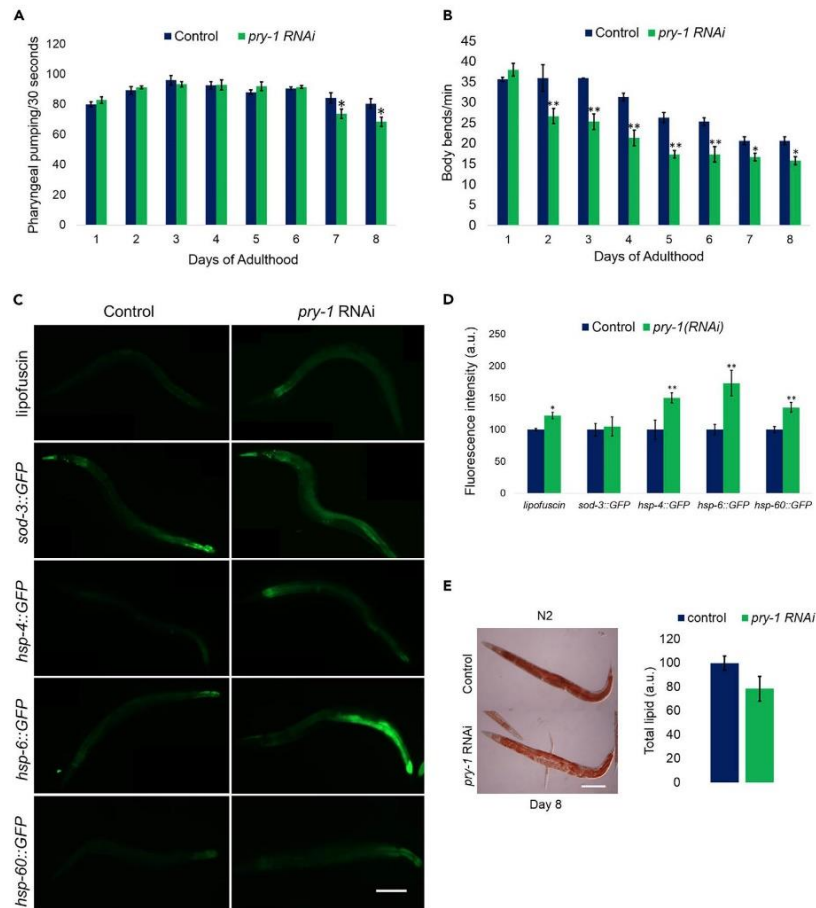 A
Control pry-1 RNAi
Pharyngeal pumping/30 seconds
120
100
80
60
40
20
0
* *
1 2 3 4 5 6 7 8
Days of Adulthood
B
Control pry-1 RNAi
Body bends/min
40
35
30
25
20
15
10
5
0
** ** ** ** ** * *
1 2 3 4 5 6 7 8
Days of Adulthood
C
Control pry-1 RNAi
lipofuscin
sod-3::GFP
hsp-4::GFP
hsp-6::GFP
hsp-60::GFP
D
Control pry-1(RNAi)
Fluorescence intensity (a.u.)
250
200
150
100
50
0
* ** ** **
lipofuscin sod-3::GFP hsp-4::GFP hsp-6::GFP hsp-60::GFP
E
N2
Control
pry-1 RNAi
Day 8
control pry-1 RNAi
Total lipid (a.u.)
120
100
80
60
40
20
0